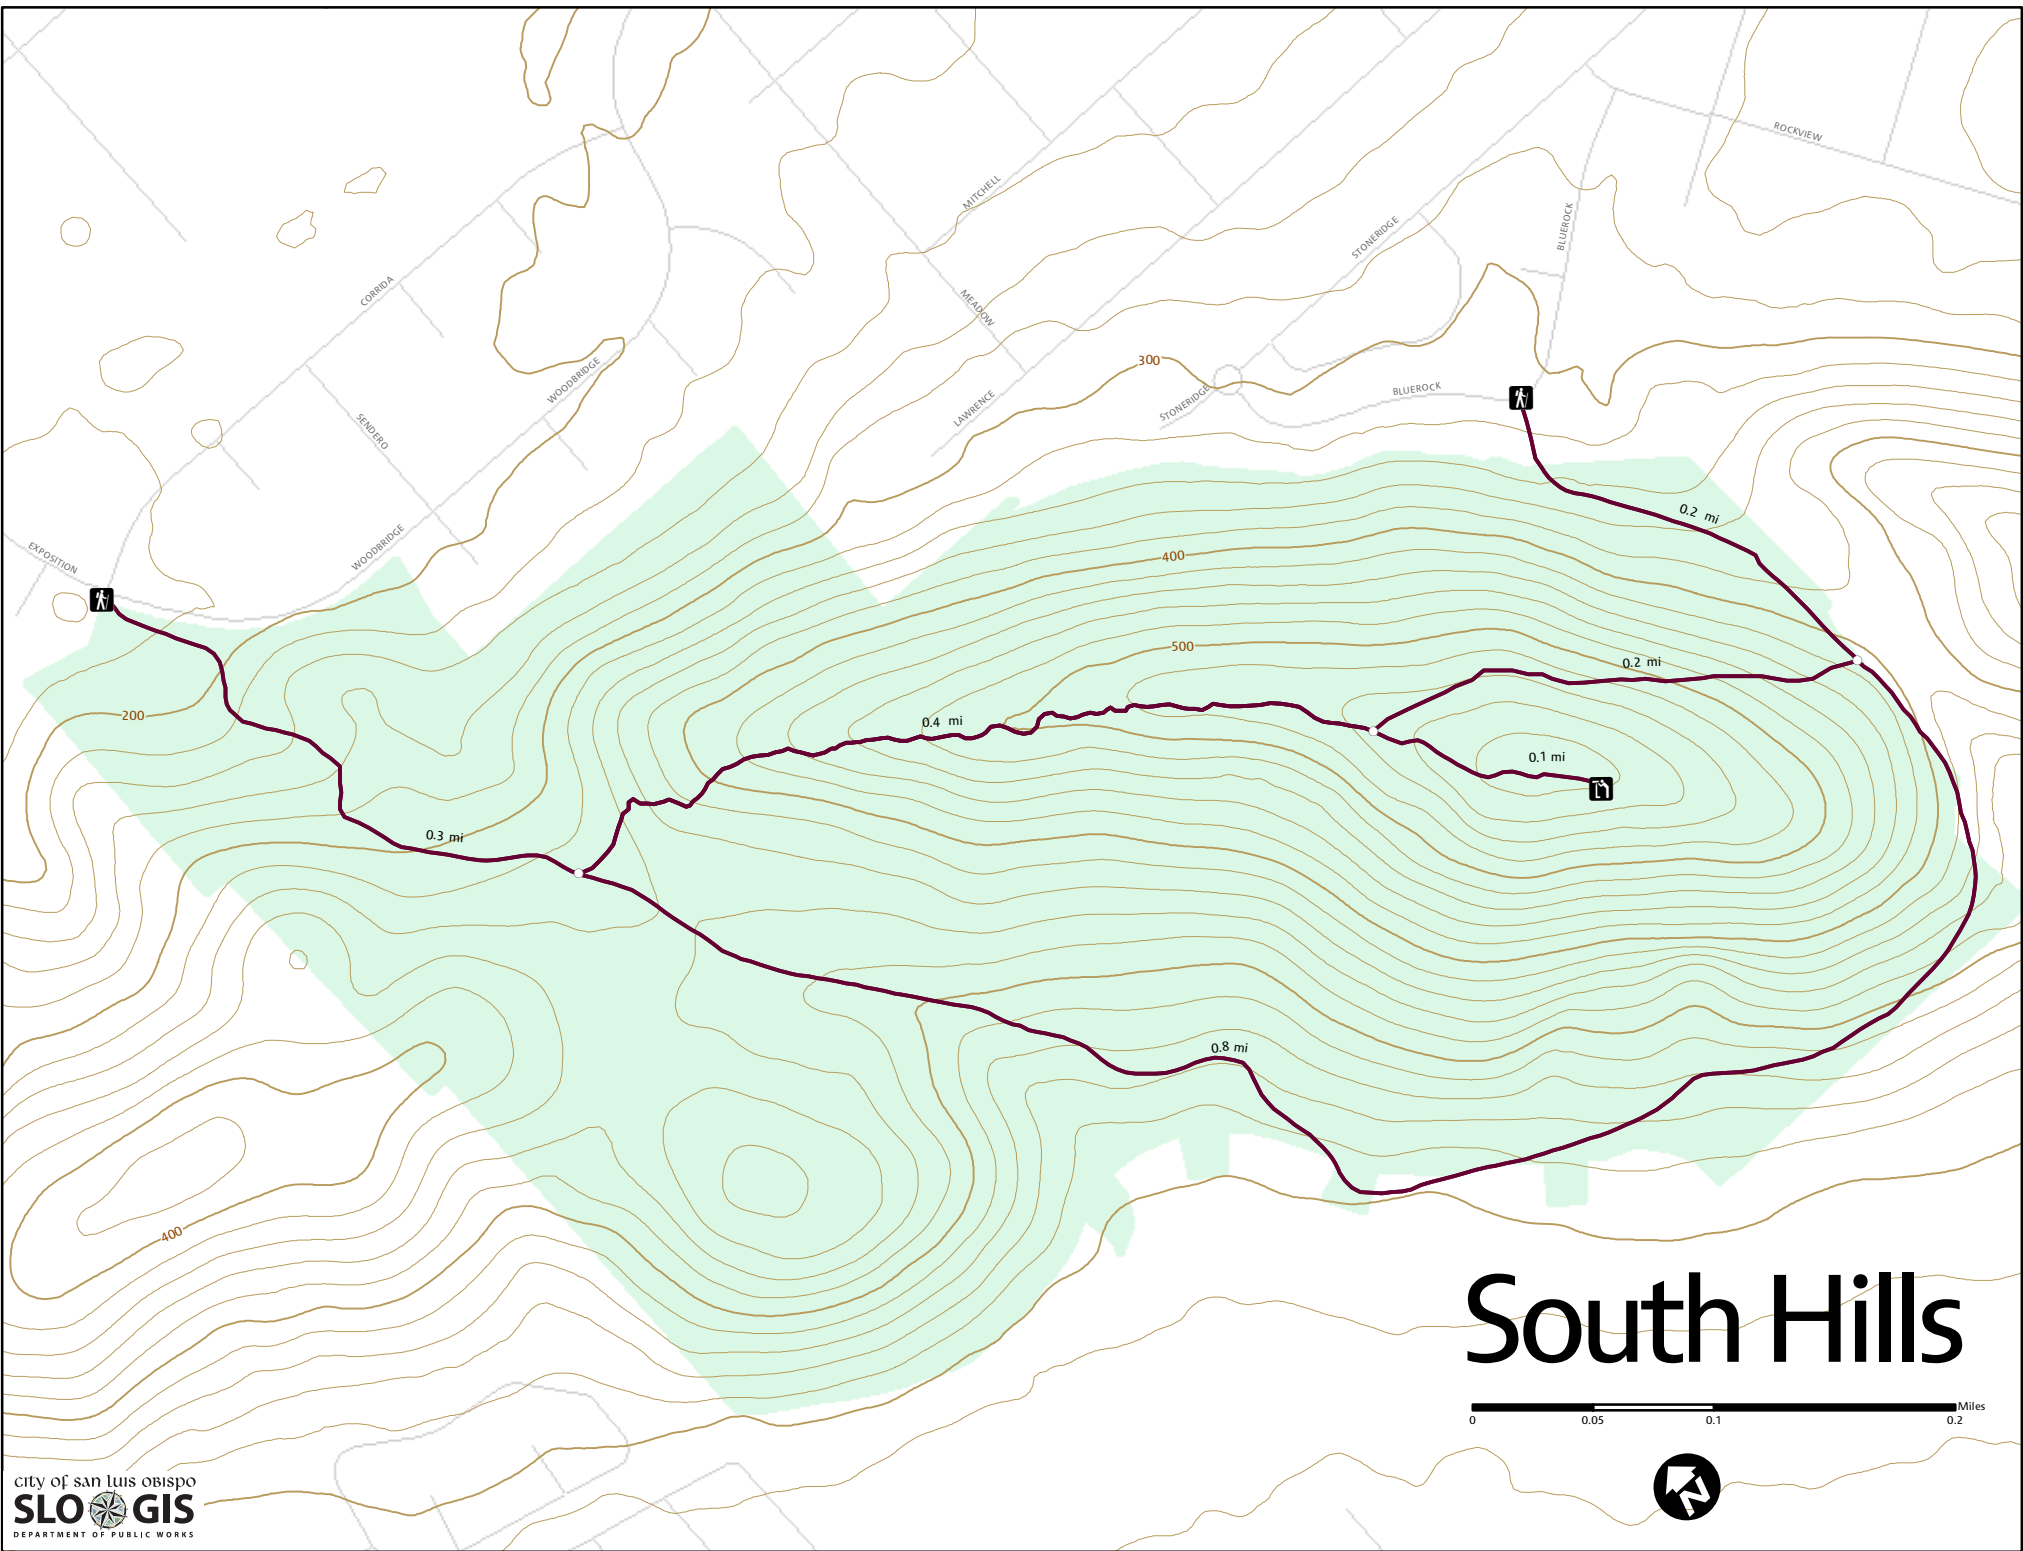 ROCKVIEW
MITCHELL
BLUEROCK
STONERIDGE
CORRIDA
MEADOW
300
WOODBRIDGE
BLUEROCK
STONERIDGE
LAWRENCE
SENDERO
0.2 mi
EXPOSITION
WOODBRIDGE
400
500
0.2 mi
200
0.4 mi
0.1 mi
0.3 mi
0.8 mi
400
South Hills
Miles
0 0.05 0.1 0.2
city of san luis obispo
SLO GIS
DEPARTMENT OF PUBLIC WORKS
N